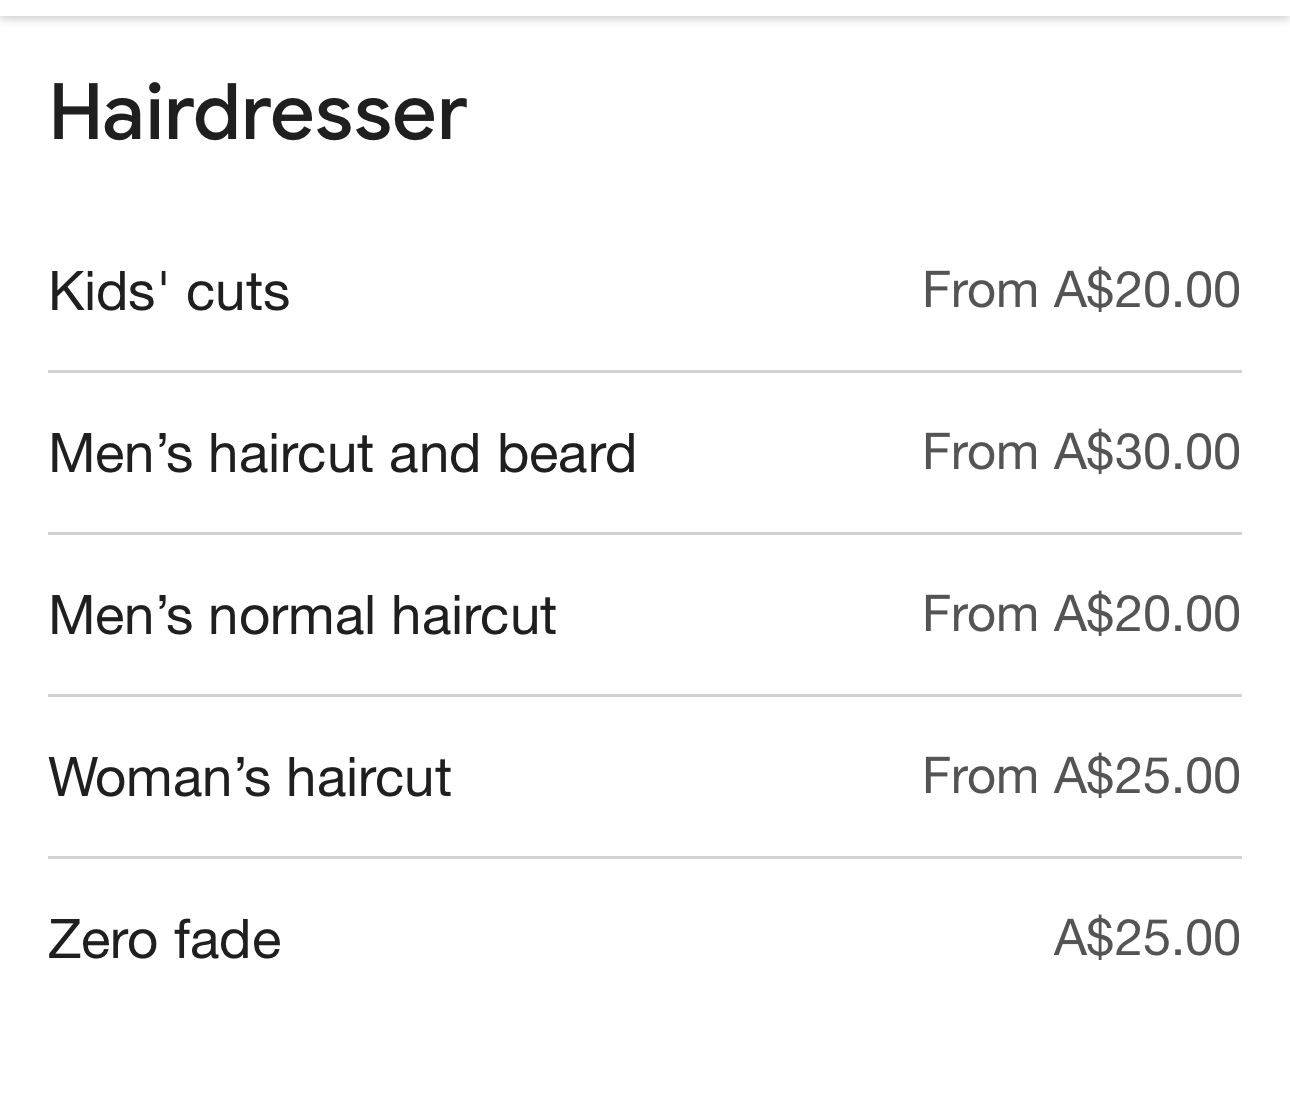 Hairdresser
Kids' cuts From A$20.00
Men’s haircut and beard From A$30.00
Men’s normal haircut From A$20.00
Woman’s haircut From A$25.00
Zero fade A$25.00